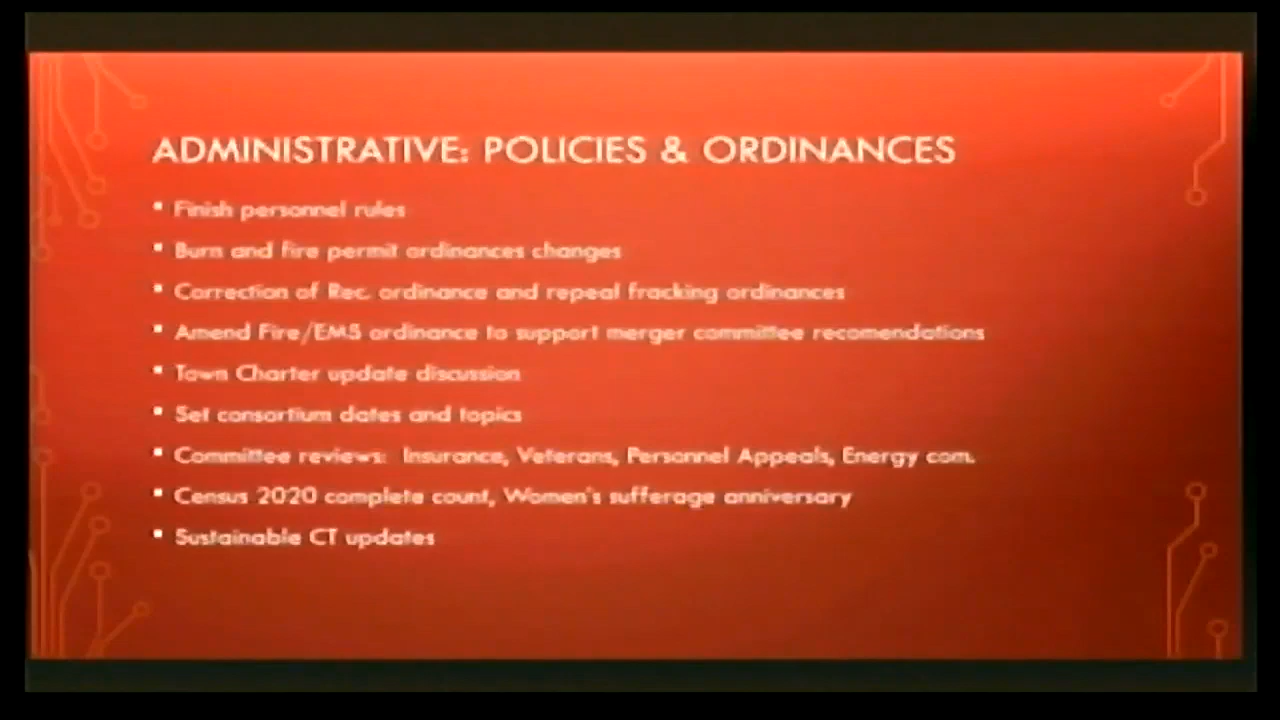 ADMINISTRATIVE: POLICIES & ORDINANCES
▪ Finish personnel rules
▪ Burn and fire permit ordinances changes
▪ Correction of Rec. ordinance and repeal fracking ordinances
▪ Amend Fire/EMS ordinance to support merger committee recomendations
▪ Town Charter update discussion
▪ Set consortium dates and topics
▪ Committee reviews: Insurance, Veterans, Personnel Appeals, Energy com.
▪ Census 2020 complete count, Women's sufferage anniversary
▪ Sustainable CT updates